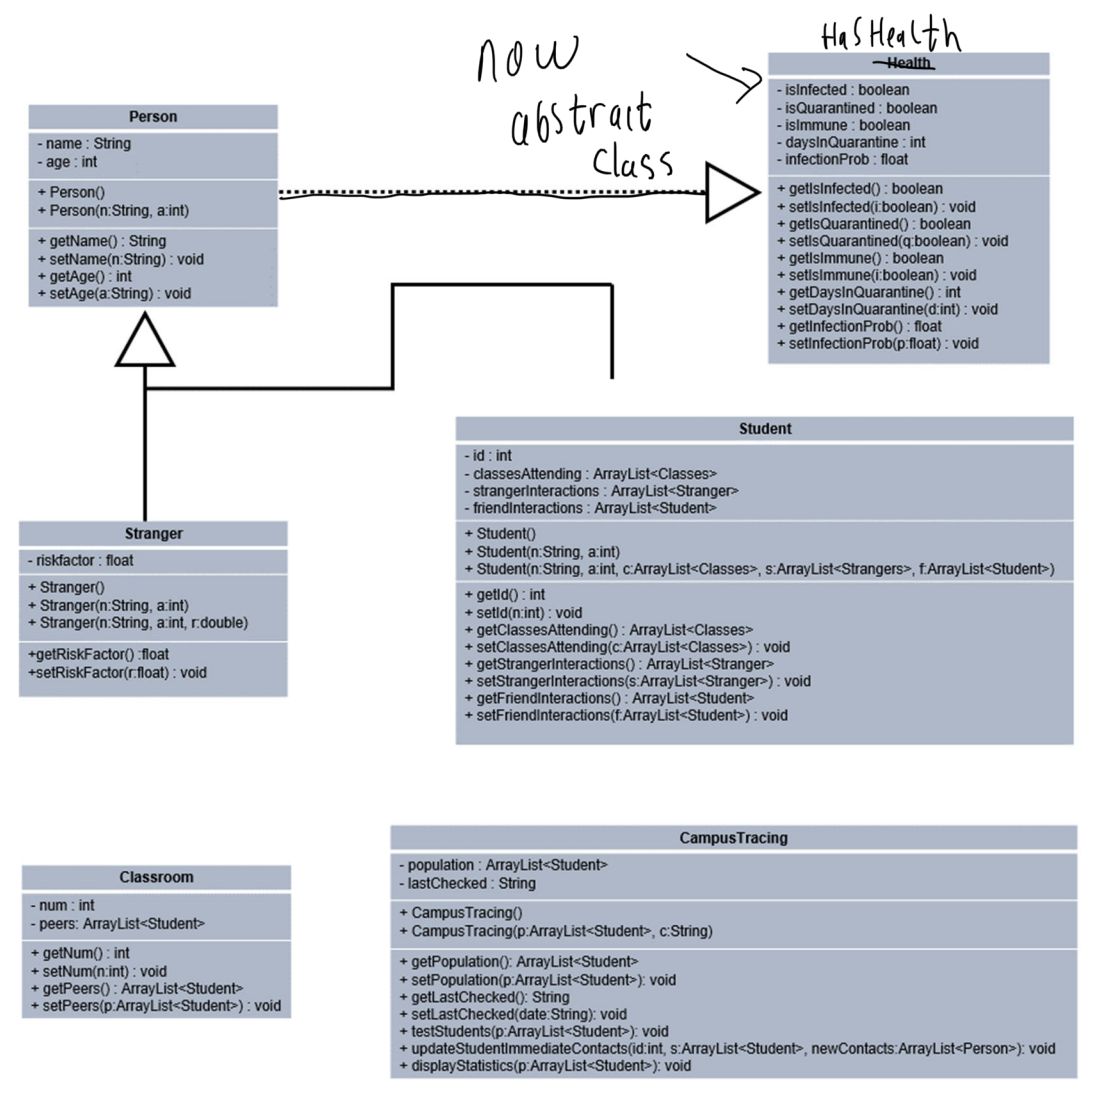 now
abstrait
class
HasHealth
Health
- isInfected : boolean
- isQuarantined : boolean
- isImmune : boolean
- daysInQuarantine : int
- infectionProb : float
+ getIsInfected() : boolean
+ setIsInfected(i:boolean) : void
+ getIsQuarantined() : boolean
+ setIsQuarantined(q:boolean) : void
+ getIsImmune() : boolean
+ setIsImmune(i:boolean) : void
+ getDaysInQuarantine() : int
+ setDaysInQuarantine(d:int) : void
+ getInfectionProb() : float
+ setInfectionProb(p:float) : void
Person
- name : String
- age : int
+ Person()
+ Person(n:String, a:int)
+ getName() : String
+ setName(n:String) : void
+ getAge() : int
+ setAge(a:String) : void
Student
- id : int
- classesAttending : ArrayList<Classes>
- strangerInteractions : ArrayList<Stranger>
- friendInteractions : ArrayList<Student>
+ Student()
+ Student(n:String, a:int)
+ Student(n:String, a:int, c:ArrayList<Classes>, s:ArrayList<Strangers>, f:ArrayList<Student>)
+ getId() : int
+ setId(n:int) : void
+ getClassesAttending() : ArrayList<Classes>
+ setClassesAttending(c:ArrayList<Classes>) : void
+ getStrangerInteractions() : ArrayList<Stranger>
+ setStrangerInteractions(s:ArrayList<Stranger>) : void
+ getFriendInteractions() : ArrayList<Student>
+ setFriendInteractions(f:ArrayList<Student>) : void
Stranger
- riskfactor : float
+ Stranger()
+ Stranger(n:String, a:int)
+ Stranger(n:String, a:int, r:double)
+getRiskFactor() :float
+setRiskFactor(r:float) : void
Classroom
- num : int
- peers: ArrayList<Student>
+ getNum() : int
+ setNum(n:int) : void
+ getPeers() : ArrayList<Student>
+ setPeers(p:ArrayList<Student>) : void
CampusTracing
- population : ArrayList<Student>
- lastChecked : String
+ CampusTracing()
+ CampusTracing(p:ArrayList<Student>, c:String)
+ getPopulation(): ArrayList<Student>
+ setPopulation(p:ArrayList<Student>): void
+ getLastChecked(): String
+ setLastChecked(date:String): void
+ testStudents(p:ArrayList<Student>): void
+ updateStudentImmediateContacts(id:int, s:ArrayList<Student>, newContacts:ArrayList<Person>): void
+ displayStatistics(p:ArrayList<Student>): void